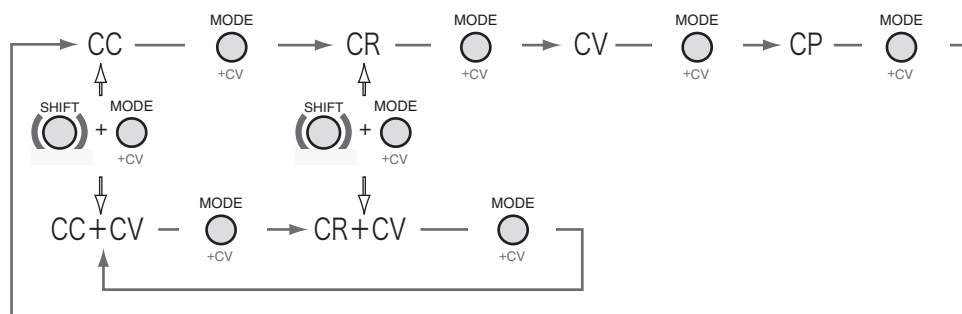 MODE MODE MODE MODE
CC CR CV CP
+CV +CV +CV +CV
SHIFT + MODE SHIFT + MODE
+CV +CV
MODE MODE
CC+CV CR+CV
+CV +CV